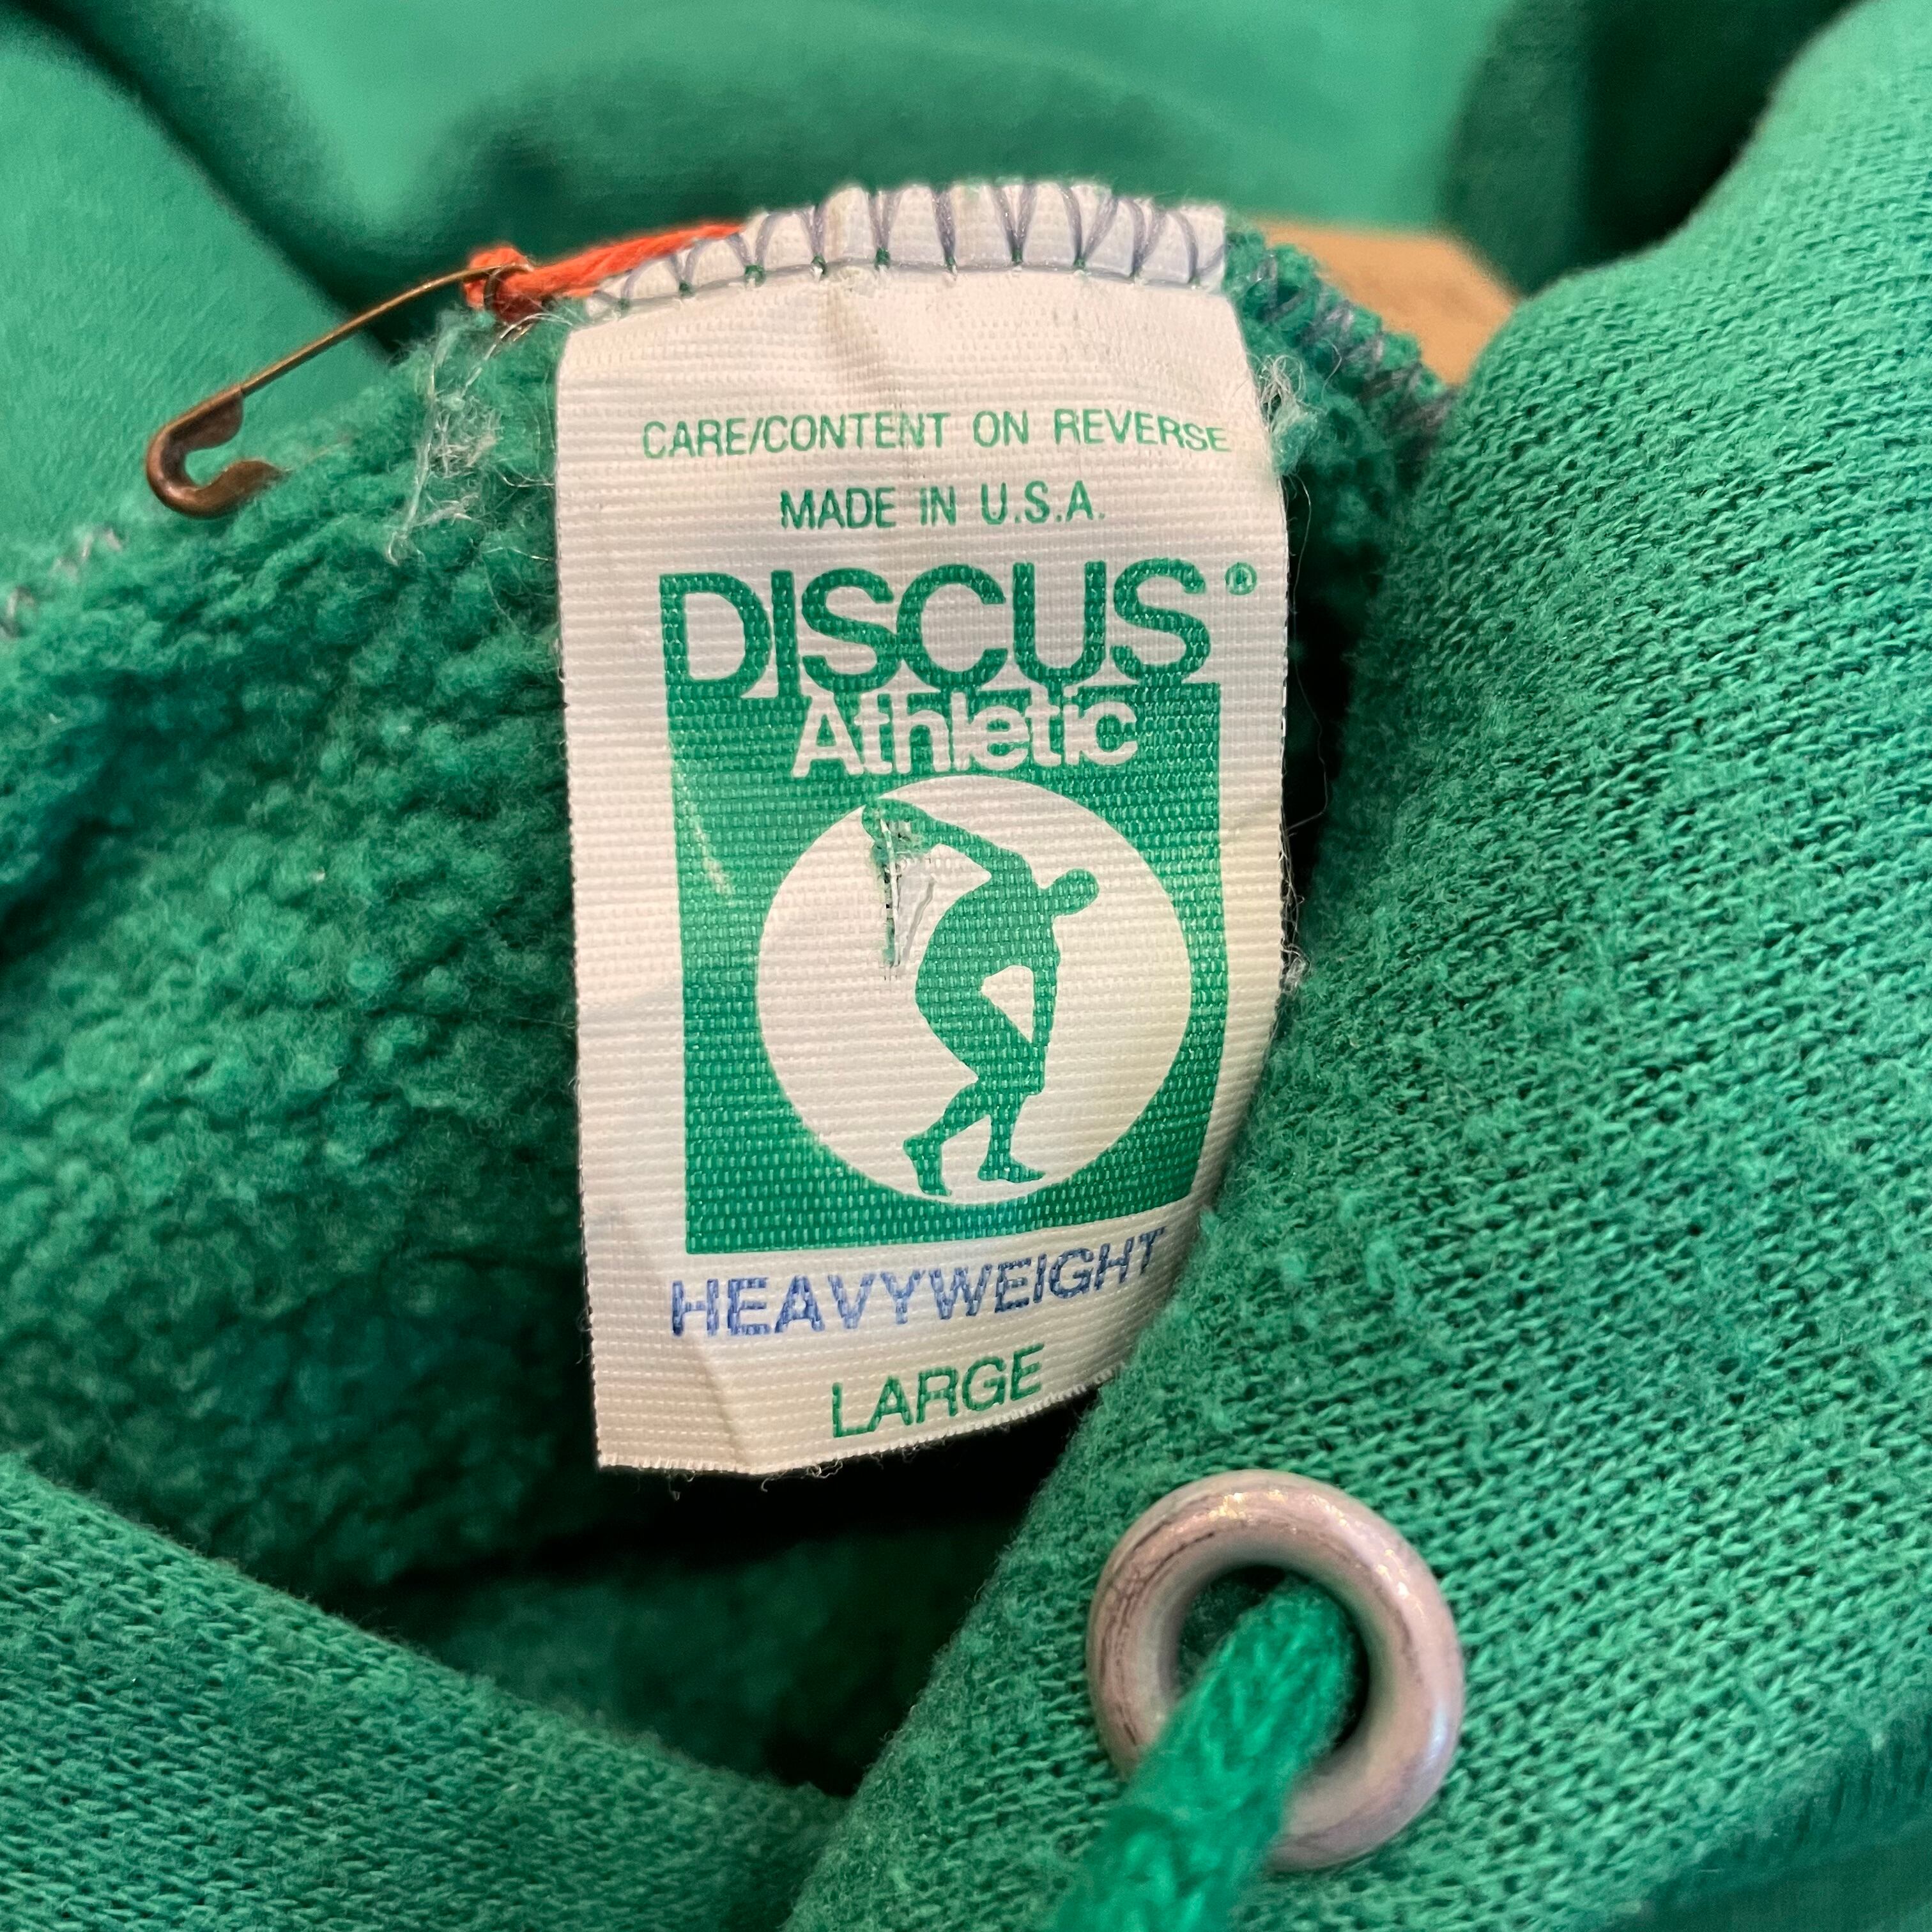 CARE/CONTENT ON REVERSE
MADE IN U.S.A.
DISCUS®
Athletic
HEAVYWEIGHT
LARGE